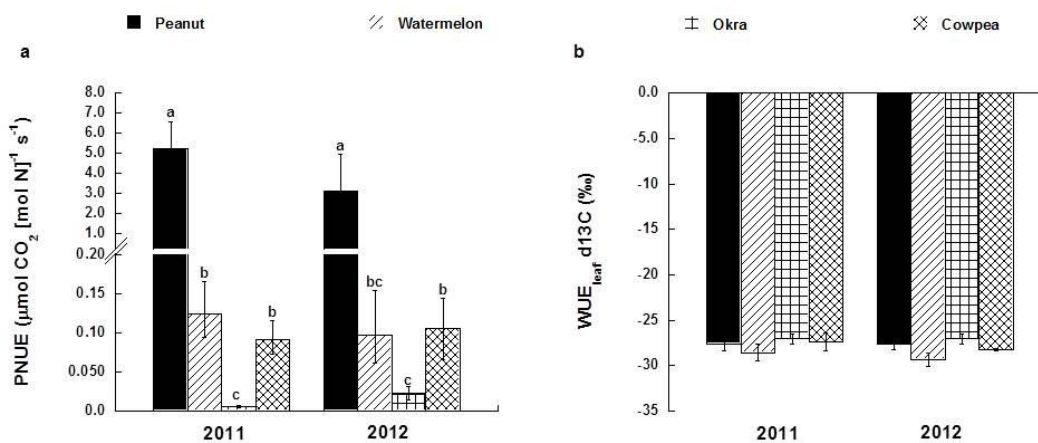 Peanut Watermelon Okra Cowpea
a
PNUE (μmol CO2 [mol N]-1 s-1)
8.0
7.0
6.0
5.0
4.0
3.0
2.0
1.0
0.20
0.15
0.10
0.050
0.0
a
b
c
b
a
bc
c
b
2011 2012
b
WUEleaf d13C (‰)
0.0
-5.0
-10
-15
-20
-25
-30
-35
2011 2012